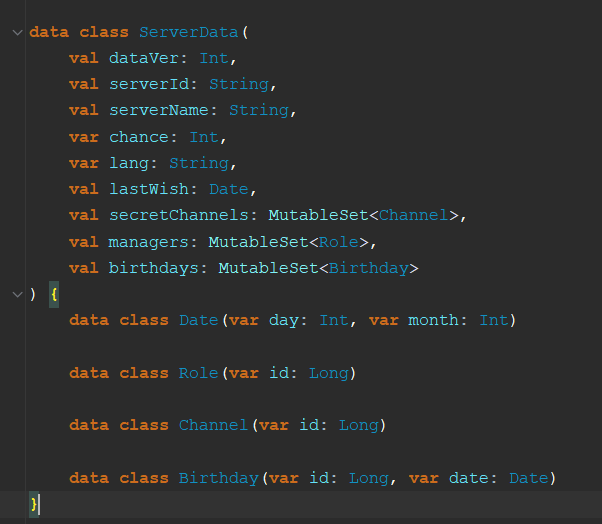 data class ServerData(
val dataVer: Int,
val serverId: String,
val serverName: String,
var chance: Int,
var lang: String,
val lastWish: Date,
val secretChannels: MutableSet<Channel>,
val managers: MutableSet<Role>,
val birthdays: MutableSet<Birthday>
) {
data class Date(var day: Int, var month: Int)
data class Role(var id: Long)
data class Channel(var id: Long)
data class Birthday(var id: Long, var date: Date)
}